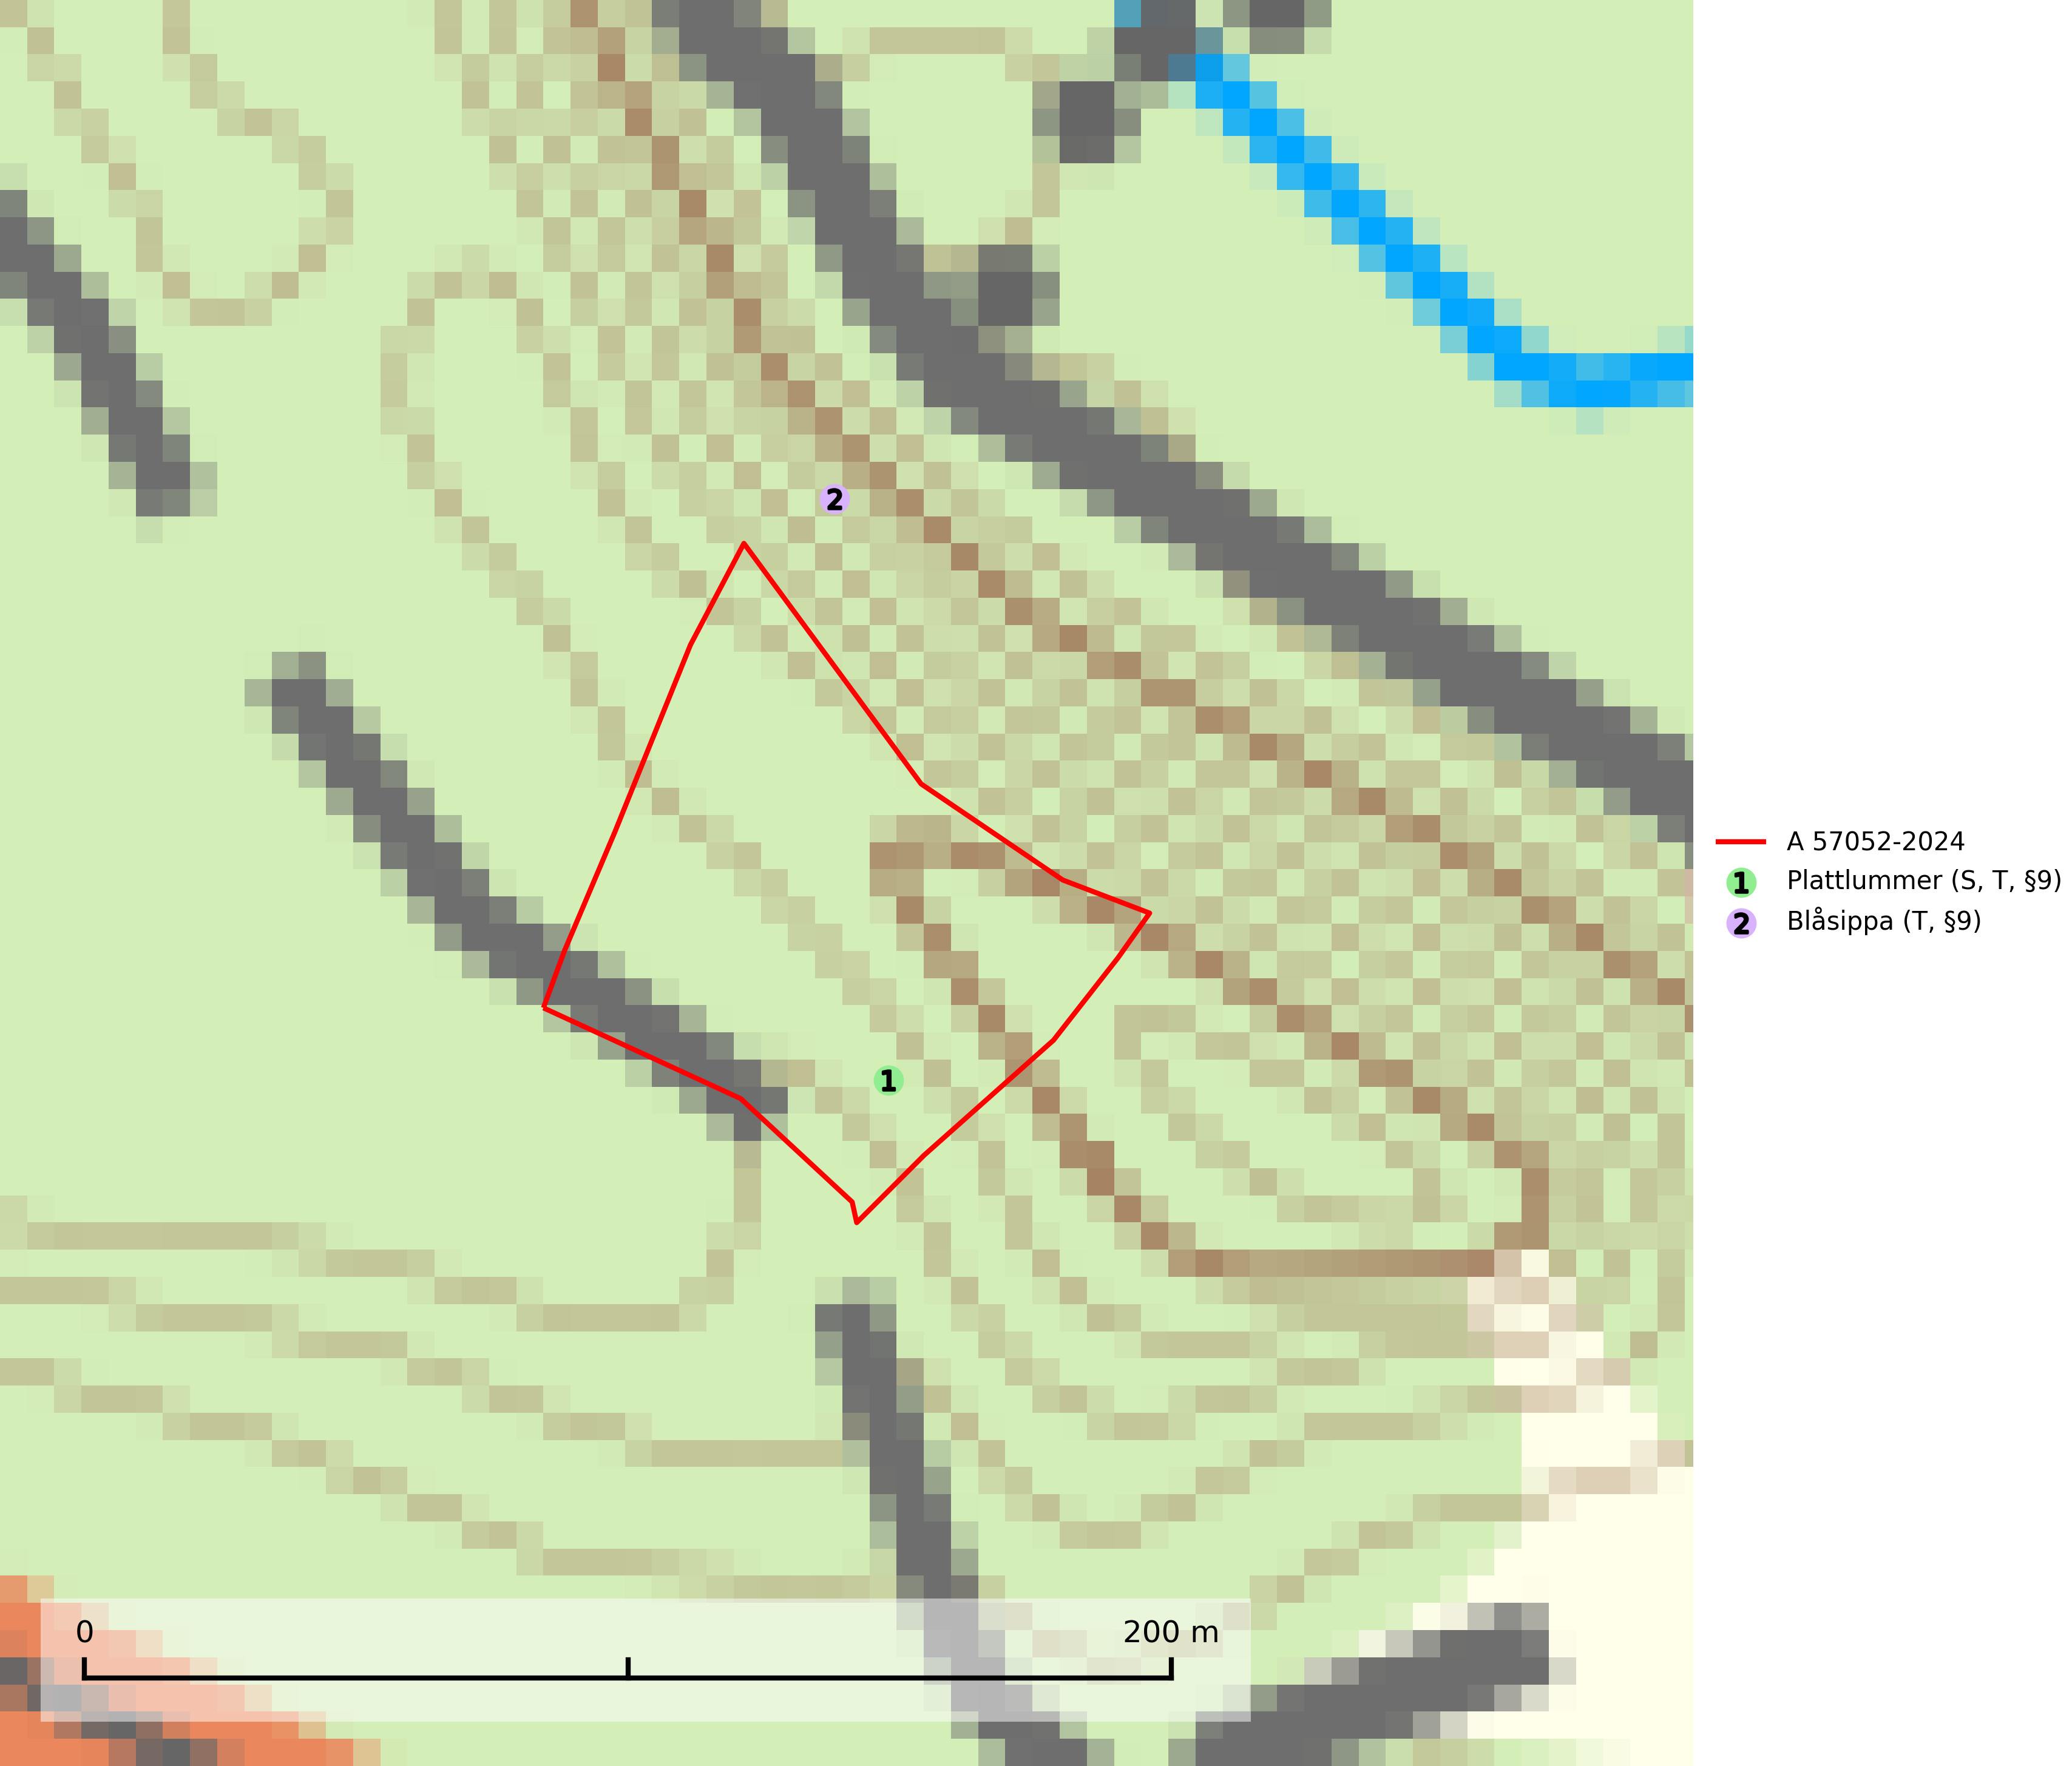 2
1
A 57052-2024
1 Plattlummer (S, T, §9)
2 Blåsippa (T, §9)
0 200 m